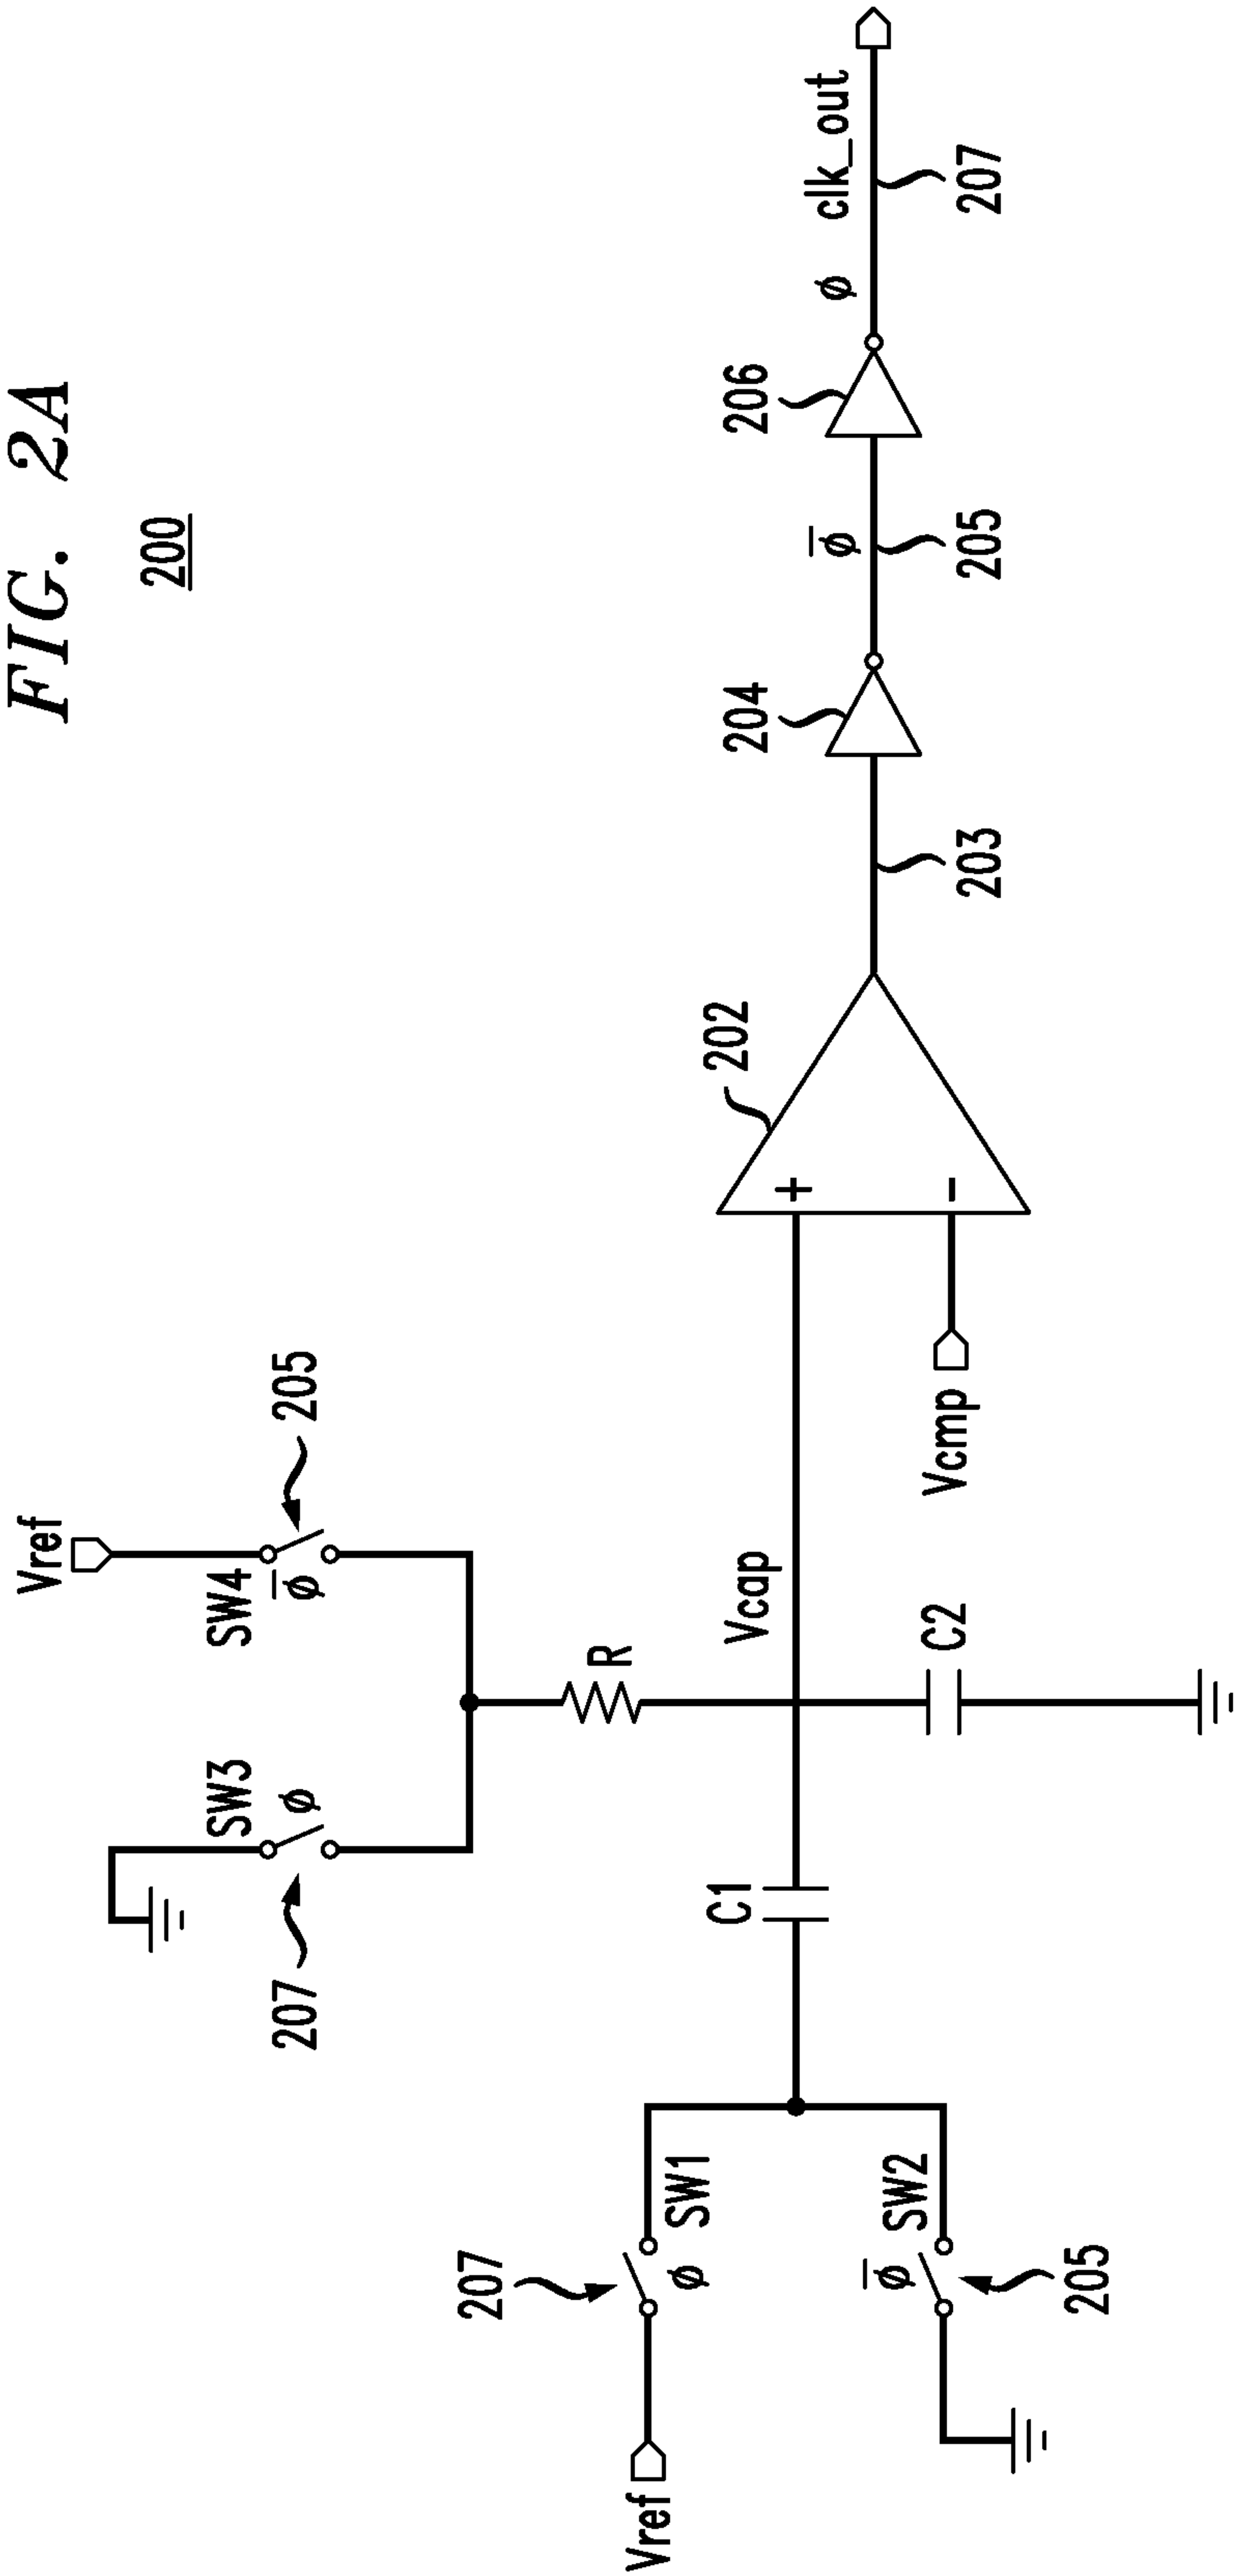 FIG. 2A
200
Vref
SW3
SW4
ϕ
ϕ̅
205
207
R
Vcap
C1
C2
Vref
207
ϕ
SW1
ϕ̅
SW2
205
Vcmp
+
-
202
203
204
ϕ̅
205
206
ϕ
clk_out
207